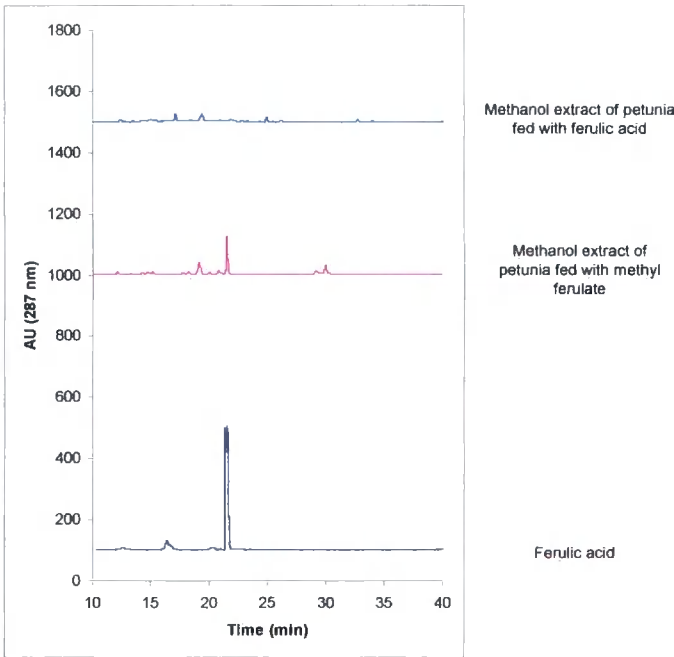 1800
1600
1400
1200
1000
800
600
400
200
0
AU (287 nm)
10 15 20 25 30 35 40
Time (min)
Methanol extract of petunia
fed with ferulic acid
Methanol extract of
petunia fed with methyl
ferulate
Ferulic acid